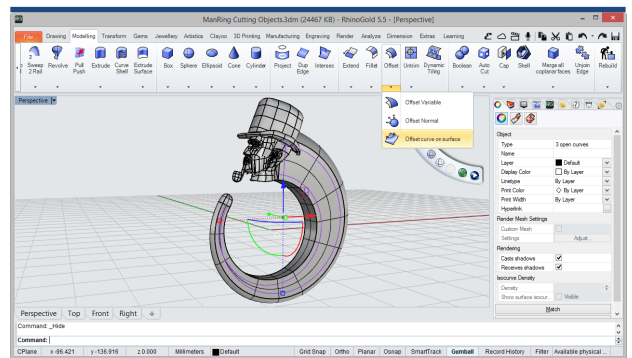 ManRing Cutting Objects.3dm (24467 KB) - RhinoGold 5.5 - [Perspective]
File Drawing Modelling Transform Gems Jewellery Artistica Clayoo 3D Printing Manufacturing Engraving Render Analyze Dimension Extras Learning
Sweep 2 Rail Revolve Pull Push Extrude Curve Shell Extrude Surface Box Sphere Ellipsoid Cone Cylinder Project Dup Edge Intersec Extend Fillet Offset Untrim Dynamic Tiling Boolean Auto Cut Cap Shell Merge all coplanar faces Unjoin Edge Rebuild
Perspective
Offset Variable
Offset Normal
Offset curve on surface
Object
Type 3 open curves
Name
Layer Default
Display Color By Layer
Linetype By Layer
Print Color By Layer
Print Width By Layer
Hyperlink ...
Render Mesh Settings
Custom Mesh
Settings Adjust...
Rendering
Casts shadows
Receives shadows
Isocurve Density
Density
Show surface isocur... Visible
Match
Perspective Top Front Right
Command: _Hide
Command:
CPlane x -96.421 y -136.916 z 0.000 Millimeters Default Grid Snap Ortho Planar Osnap SmartTrack Gumball Record History Filter Available physical ...